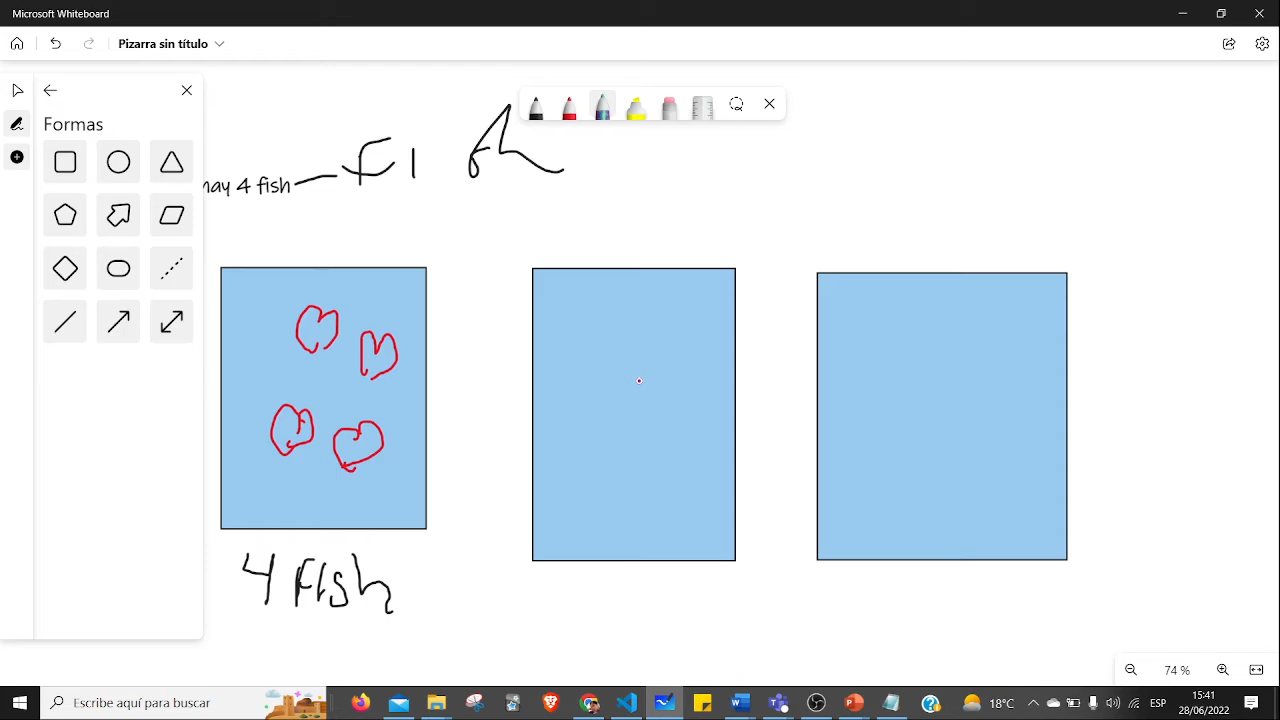 Microsoft Whiteboard
Pizarra sin título
Formas
hay 4 fish
4 FIsh
74 %
Escribe aquí para buscar
18°C
ESP
15:41
28/06/2022